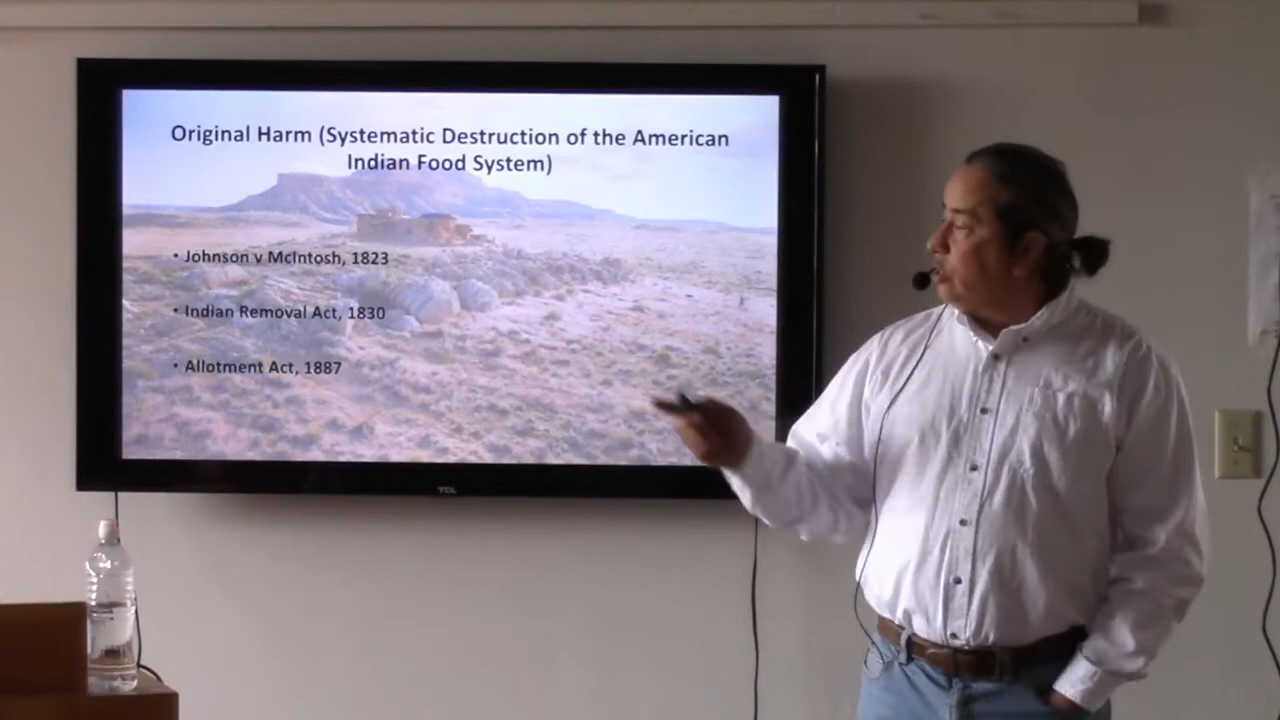 Original Harm (Systematic Destruction of the American
Indian Food System)
• Johnson v McIntosh, 1823
• Indian Removal Act, 1830
• Allotment Act, 1887
TCL